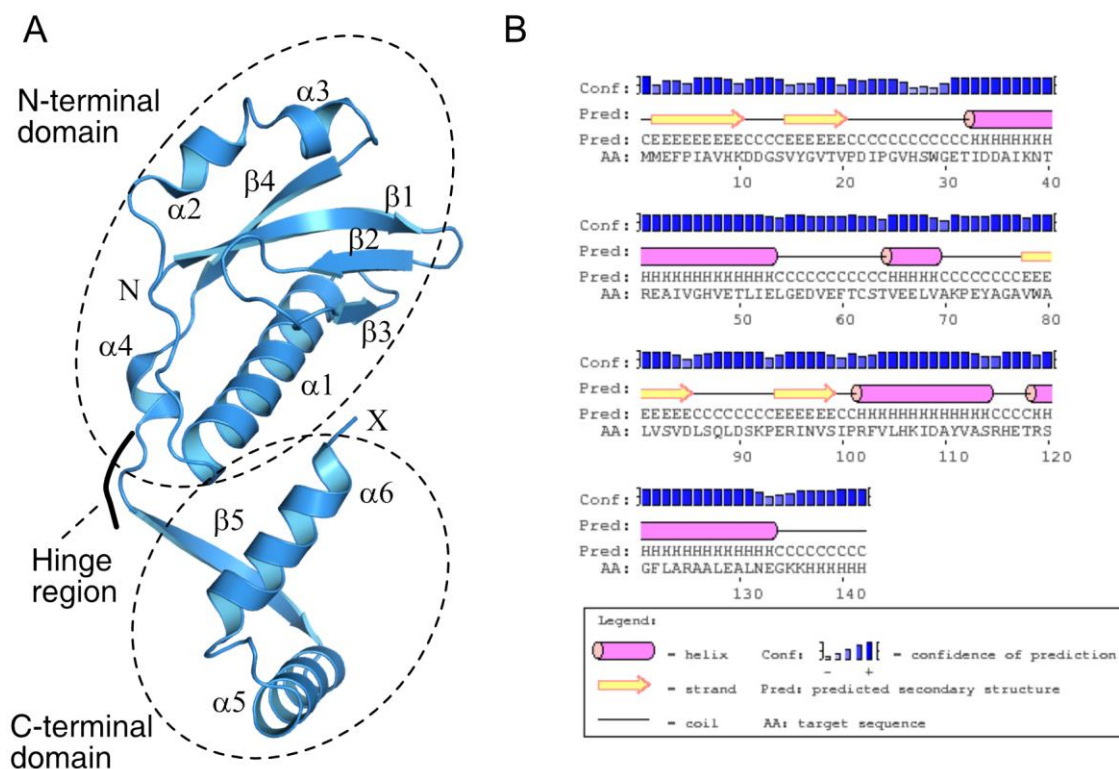 A
N-terminal
domain
α3
α2
β4
β1
β2
N
β3
α4
α1
X
α6
β5
Hinge
region
α5
C-terminal
domain
B
Conf:
Pred:
Pred: CEEEEEEEEECCCCEEEEEECCCCCCCCCCCCHHHHHHHH
AA: MMEFPIAVHKDDGSVYGVTVPDIPGVHSWGETIDDAIKNT
10 20 30 40
Conf:
Pred:
Pred: HHHHHHHHHHHHHCCCCCCCCCCCHHHHHCCCCCCCCEEE
AA: REAIVGHVETLIELGEDVEFTCSTVEELVAKPEYAGAVWA
50 60 70 80
Conf:
Pred:
Pred: EEEEECCCCCCCCEEEEEECCHHHHHHHHHHHHHCCCCHH
AA: LVSVDLSQLDSKPERINVSIPRFVLHKIDAYVASRHETRS
90 100 110 120
Conf:
Pred:
Pred: HHHHHHHHHHHHHCCCCCCCCC
AA: GFLARAALEALNEGKKHHHHHH
130 140
Legend:
= helix Conf: = confidence of prediction
- +
= strand Pred: predicted secondary structure
= coil AA: target sequence